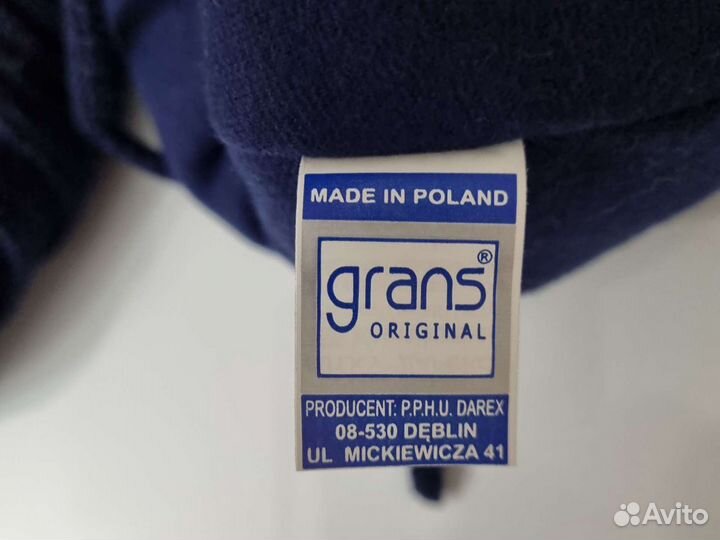 MADE IN POLAND
grans®
ORIGINAL
PRODUCENT: P.P.H.U. DAREX
08-530 DĘBLIN
UL MICKIEWICZA 41
Avito